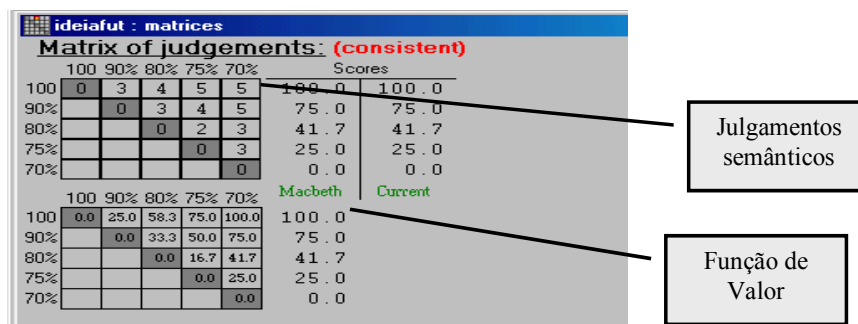 ideiafut : matrices
Matrix of judgements: (consistent)
100 90% 80% 75% 70% Scores
100 0 3 4 5 5 100.0 100.0
90% 0 3 4 5 75.0 75.0
80% 0 2 3 41.7 41.7
75% 0 3 25.0 25.0
70% 0 0.0 0.0
Macbeth Current
100 90% 80% 75% 70%
100 0.0 25.0 58.3 75.0 100.0 100.0
90% 0.0 33.3 50.0 75.0 75.0
80% 0.0 16.7 41.7 41.7
75% 0.0 25.0 25.0
70% 0.0 0.0
Julgamentos
semânticos
Função de
Valor